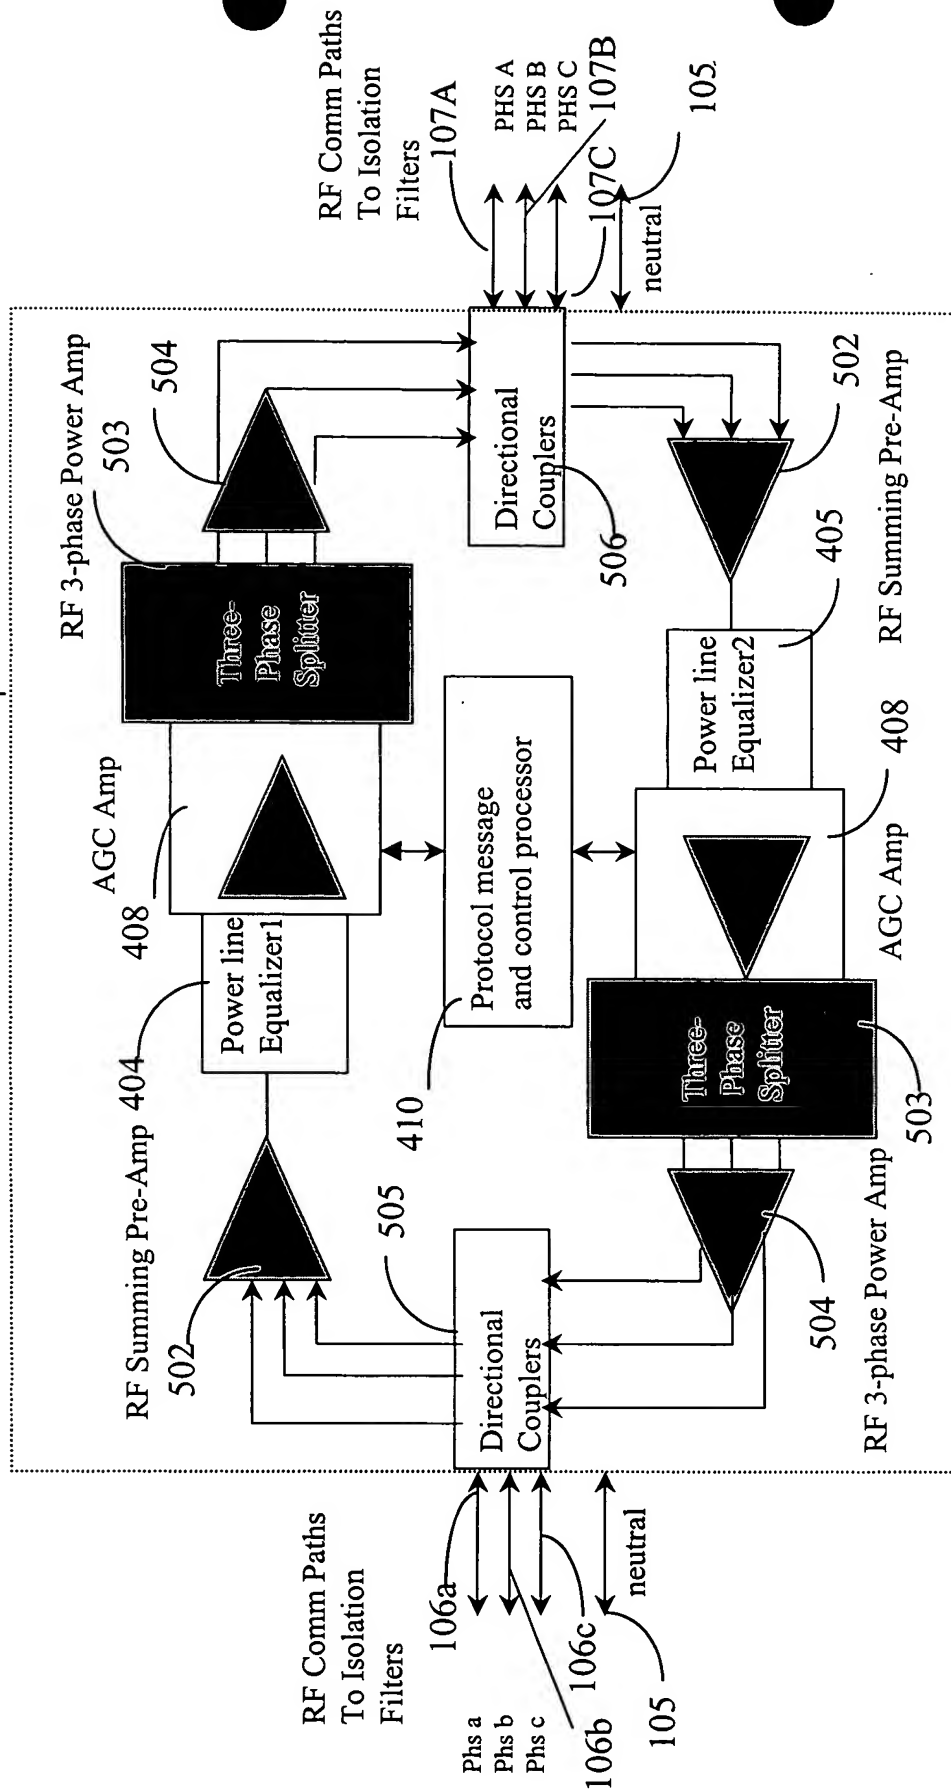 RF Comm Paths
To Isolation
Filters
Phs a
Phs b
Phs c
106a
106b
106c
neutral
105
RF Summing Pre-Amp
502
404
Power line
Equalizer1
AGC Amp
408
RF 3-phase Power Amp
503
504
Three-
Phase
Splitter
505
Directional
Couplers
410
Protocol message
and control processor
Directional
Couplers
506
RF 3-phase Power Amp
504
Three-
Phase
Splitter
503
AGC Amp
408
Power line
Equalizer2
405
RF Summing Pre-Amp
502
RF Comm Paths
To Isolation
Filters
107A
PHS A
PHS B
PHS C
107B
107C
neutral
105